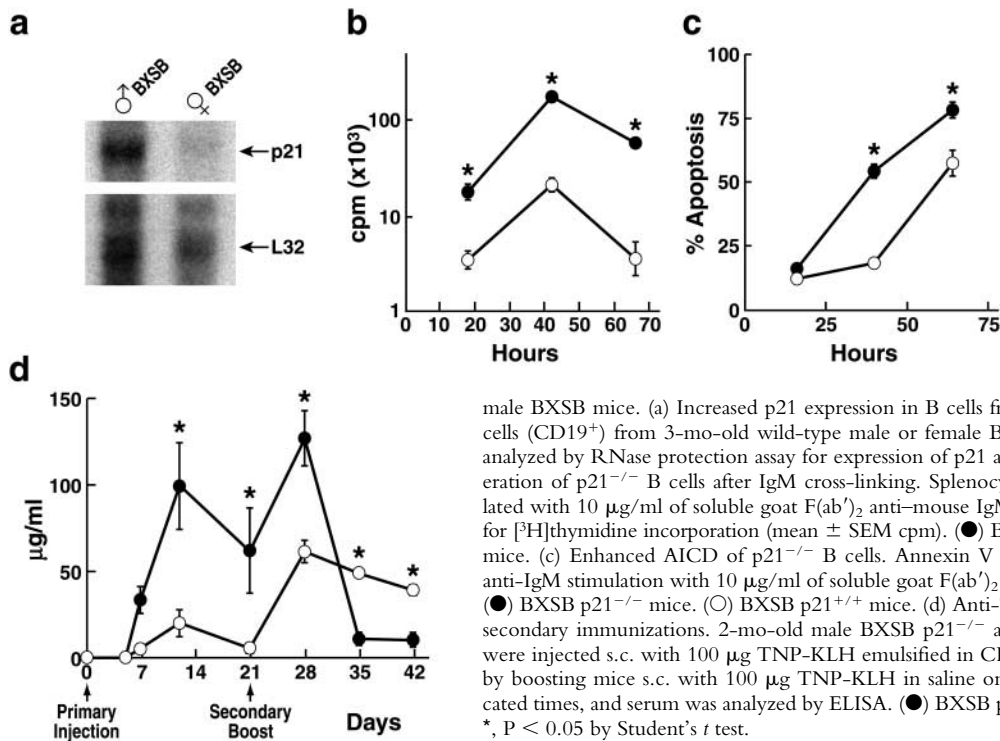 a
♂ BXSB
♀ BXSB
p21
L32
b
cpm (x10³)
100
10
1
* * *
0 10 20 30 40 50 60 70
Hours
c
% Apoptosis
100
75
50
25
0
* *
0 25 50 75
Hours
d
µg/ml
150
100
50
0
* * * * *
0 7 14 21 28 35 42
Primary
Injection
Secondary
Boost
Days
male BXSB mice. (a) Increased p21 expression in B cells
cells (CD19⁺) from 3-mo-old wild-type male or female
analyzed by RNase protection assay for expression of p21
eration of p21⁻/⁻ B cells after IgM cross-linking.
lated with 10 µg/ml of soluble goat F(ab′)₂ anti–mouse
for [³H]thymidine incorporation (mean ± SEM cpm). (●)
mice. (c) Enhanced AICD of p21⁻/⁻ B cells. Annexin V
anti-IgM stimulation with 10 µg/ml of soluble goat F(ab′)₂
(●) BXSB p21⁻/⁻ mice. (○) BXSB p21⁺/⁺ mice. (d) Anti-
secondary immunizations. 2-mo-old male BXSB p21⁻/⁻
were injected s.c. with 100 µg TNP-KLH emulsified in
by boosting mice s.c. with 100 µg TNP-KLH in saline
cated times, and serum was analyzed by ELISA. (●) BXSB
*, P < 0.05 by Student's t test.